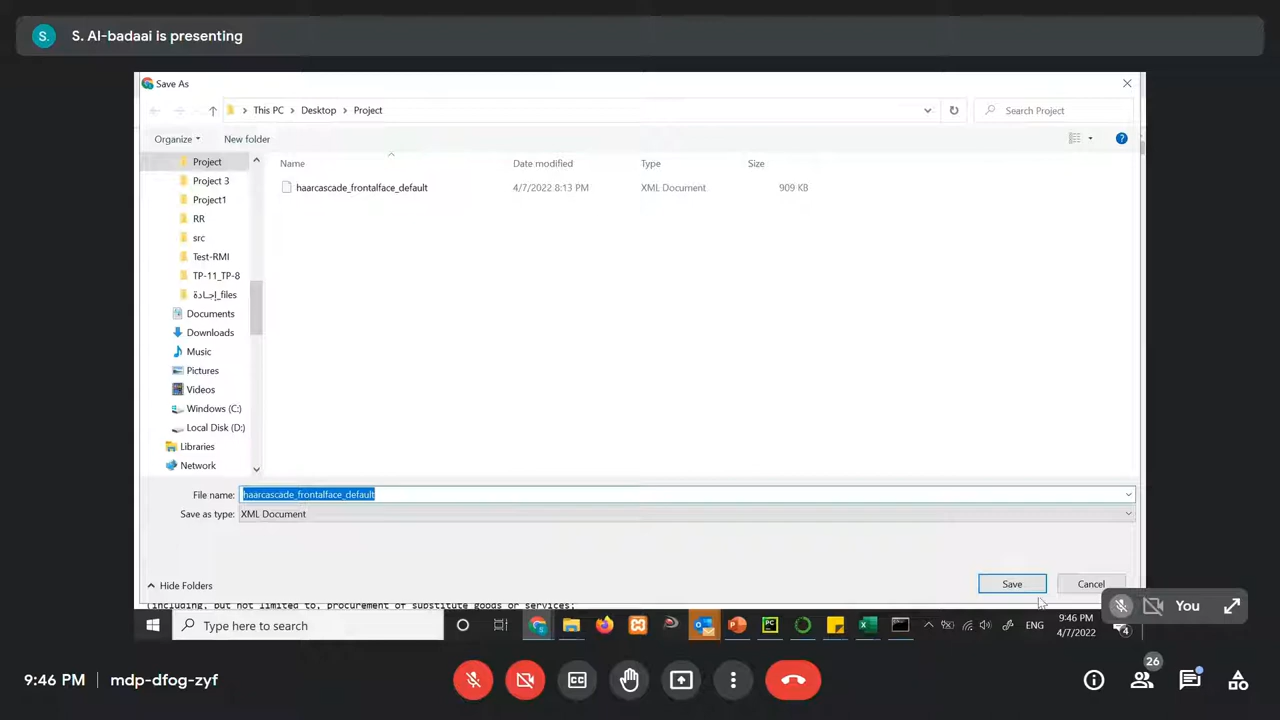 S. S. Al-badaai is presenting
Save As
This PC > Desktop > Project
Search Project
Organize
New folder
Project
Project 3
Project1
RR
src
Test-RMI
TP-11_TP-8
إجـادة_files
Documents
Downloads
Music
Pictures
Videos
Windows (C:)
Local Disk (D:)
Libraries
Network
Name Date modified Type Size
haarcascade_frontalface_default 4/7/2022 8:13 PM XML Document 909 KB
File name: haarcascade_frontalface_default
Save as type: XML Document
Hide Folders
Save Cancel
(including, but not limited to, procurement of substitute goods or services;
You
Type here to search
ENG
9:46 PM
4/7/2022
4
9:46 PM | mdp-dfog-zyf
26